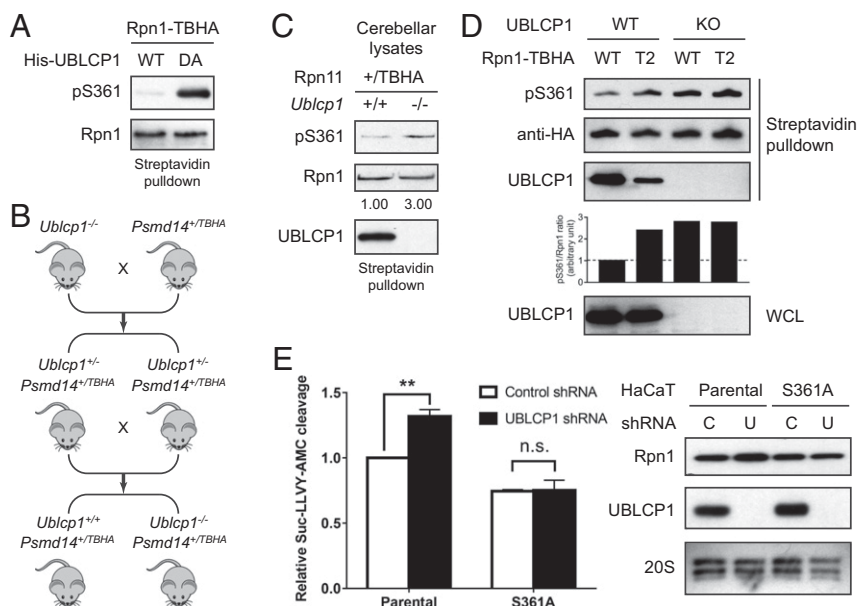 A
Rpn1-TBHA
His-UBLCP1 WT DA
pS361
Rpn1
Streptavidin
pulldown
B
Ublcp1-/- Psmd14+/TBHA
X
Ublcp1+/- Ublcp1+/-
Psmd14+/TBHA Psmd14+/TBHA
X
Ublcp1+/+ Ublcp1-/-
Psmd14+/TBHA Psmd14+/TBHA
C
Cerebellar
lysates
Rpn11 +/TBHA
Ublcp1 +/+ -/-
pS361
Rpn1
1.00 3.00
UBLCP1
Streptavidin
pulldown
D
UBLCP1 WT KO
Rpn1-TBHA WT T2 WT T2
pS361
anti-HA
UBLCP1
Streptavidin
pulldown
pS361/Rpn1 ratio
(arbitrary unit)
3
2
1
0
UBLCP1 WCL
E
Relative Suc-LLVY-AMC cleavage
1.5
1.0
0.5
0.0
**
n.s.
Control shRNA
UBLCP1 shRNA
Parental S361A
HaCaT Parental S361A
shRNA C U C U
Rpn1
UBLCP1
20S